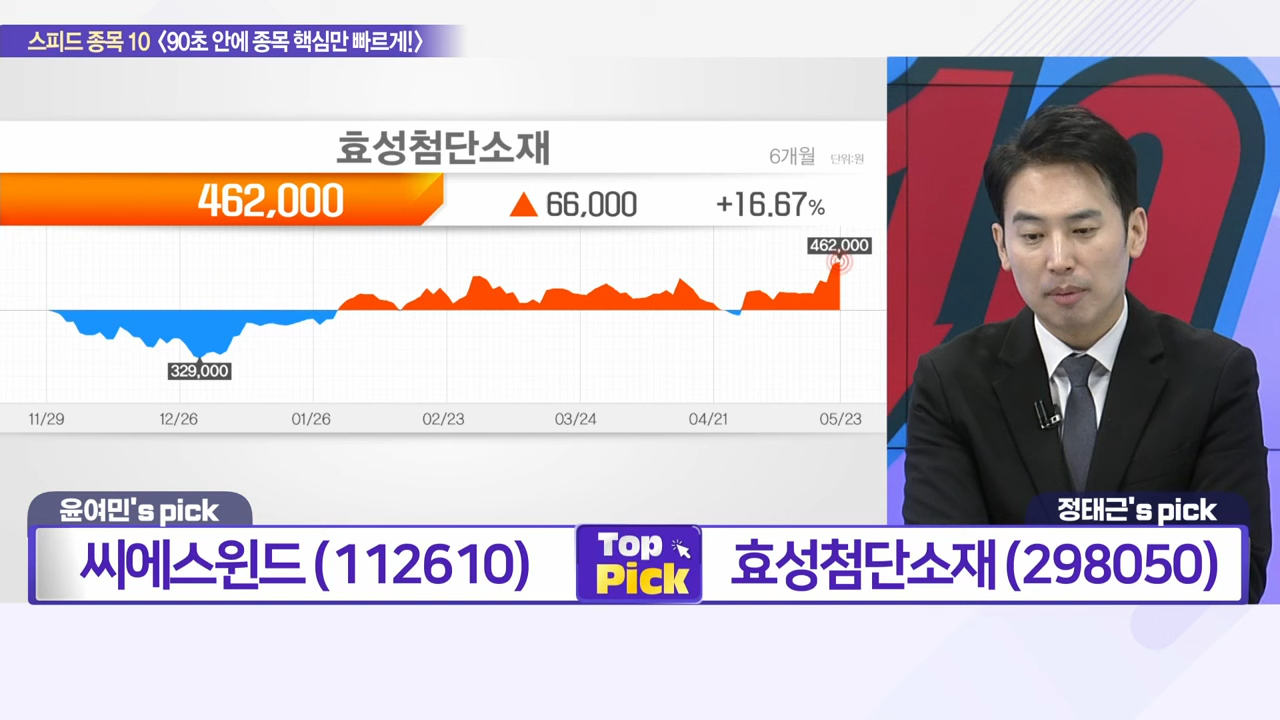 스피드 종목 10 〈90초 안에 종목 핵심만 빠르게!〉
효성첨단소재
6개월 단위:원
462,000 ▲ 66,000 +16.67%
462,000
329,000
11/29 12/26 01/26 02/23 03/24 04/21 05/23
윤여민's pick
정태근's pick
씨에스윈드 (112610)
Top
Pick
효성첨단소재 (298050)
10